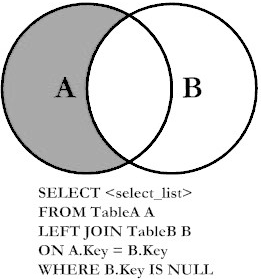 A B
SELECT <select_list>
FROM TableA A
LEFT JOIN TableB B
ON A.Key = B.Key
WHERE B.Key IS NULL